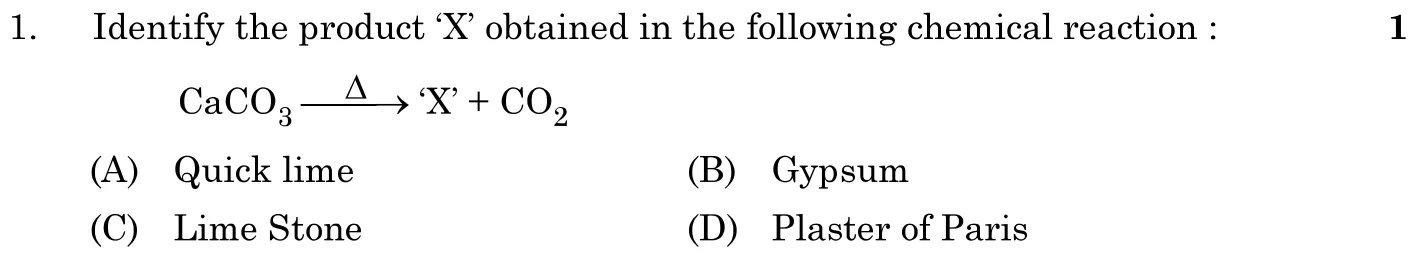 1. Identify the product ‘X’ obtained in the following chemical reaction : 1
CaCO₃ —Δ→ ‘X’ + CO₂
(A) Quick lime (B) Gypsum
(C) Lime Stone (D) Plaster of Paris